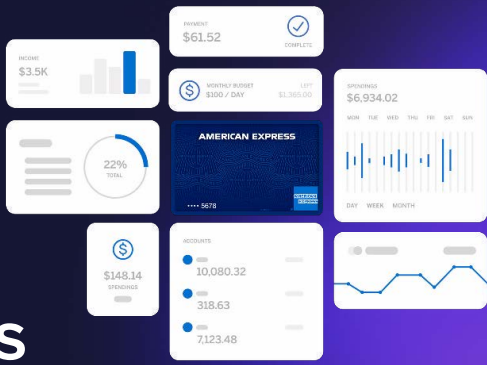 PAYMENT
$61.52
COMPLETE
INCOME
$3.5K
MONTHLY BUDGET
$100 / DAY
LEFT
$1,365.00
SPENDINGS
$6,934.02
MON TUE WED THU FRI SAT SUN
DAY WEEK MONTH
22%
TOTAL
AMERICAN EXPRESS
•••• 5678
$148.14
SPENDINGS
ACCOUNTS
10,080.32
318.63
7,123.48
S